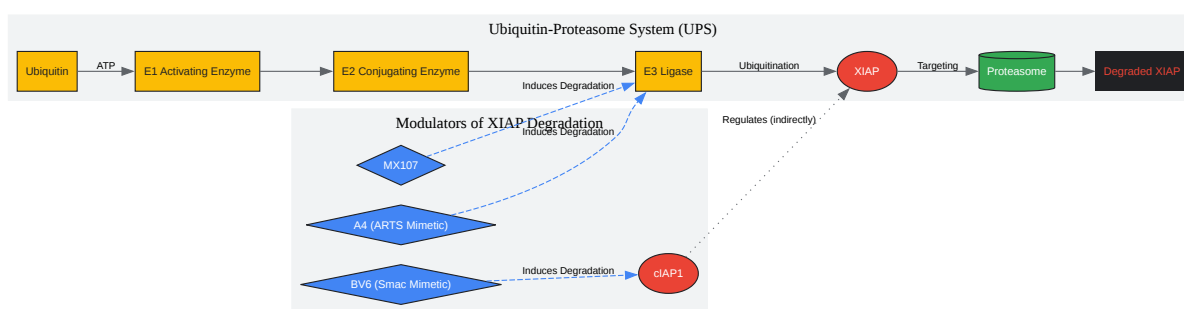 Ubiquitin-Proteasome System (UPS)
Ubiquitin
ATP
E1 Activating Enzyme
E2 Conjugating Enzyme
E3 Ligase
Ubiquitination
XIAP
Targeting
Proteasome
Degraded XIAP
Induces Degradation
Modulators of XIAP Degradation
Induces Degradation
Regulates (indirectly)
MX107
A4 (ARTS Mimetic)
BV6 (Smac Mimetic)
Induces Degradation
cIAP1